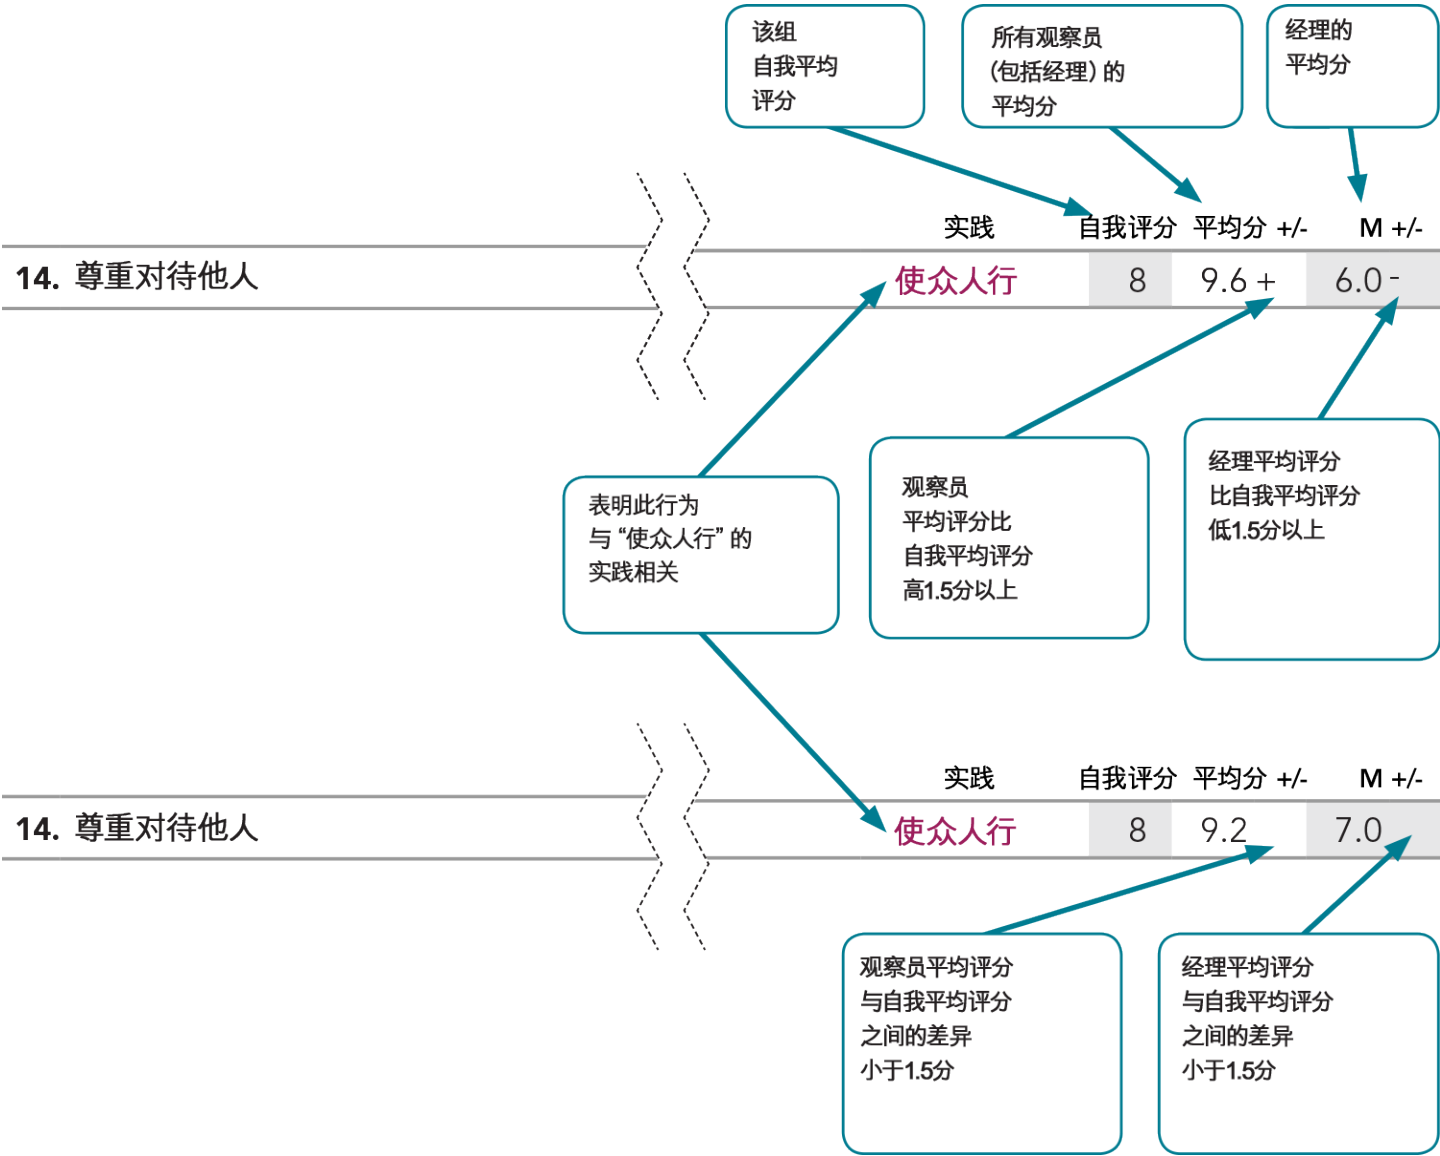 该组
自我平均
评分
所有观察员
（包括经理）的
平均分
经理的
平均分
实践 自我评分 平均分 +/- M +/-
14. 尊重对待他人 使众人行 8 9.6 + 6.0 -
表明此行为
与“使众人行”的
实践相关
观察员
平均评分比
自我平均评分
高1.5分以上
经理平均评分
比自我平均评分
低1.5分以上
实践 自我评分 平均分 +/- M +/-
14. 尊重对待他人 使众人行 8 9.2 7.0
观察员平均评分
与自我平均评分
之间的差异
小于1.5分
经理平均评分
与自我平均评分
之间的差异
小于1.5分